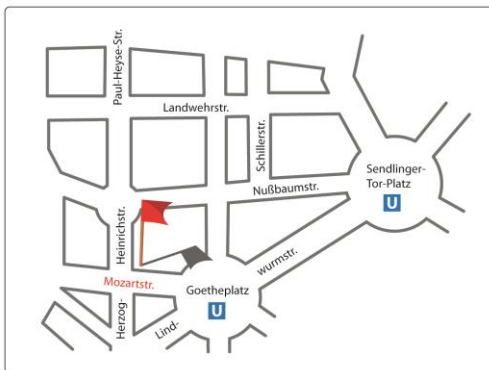 Paul-Heyse-Str.
Landwehrstr.
Schillerstr.
Sendlinger-
Tor-Platz
U
Nußbaumstr.
Heinrichstr.
Mozartstr.
wurmstr.
Goetheplatz
U
Herzog-
Lind-